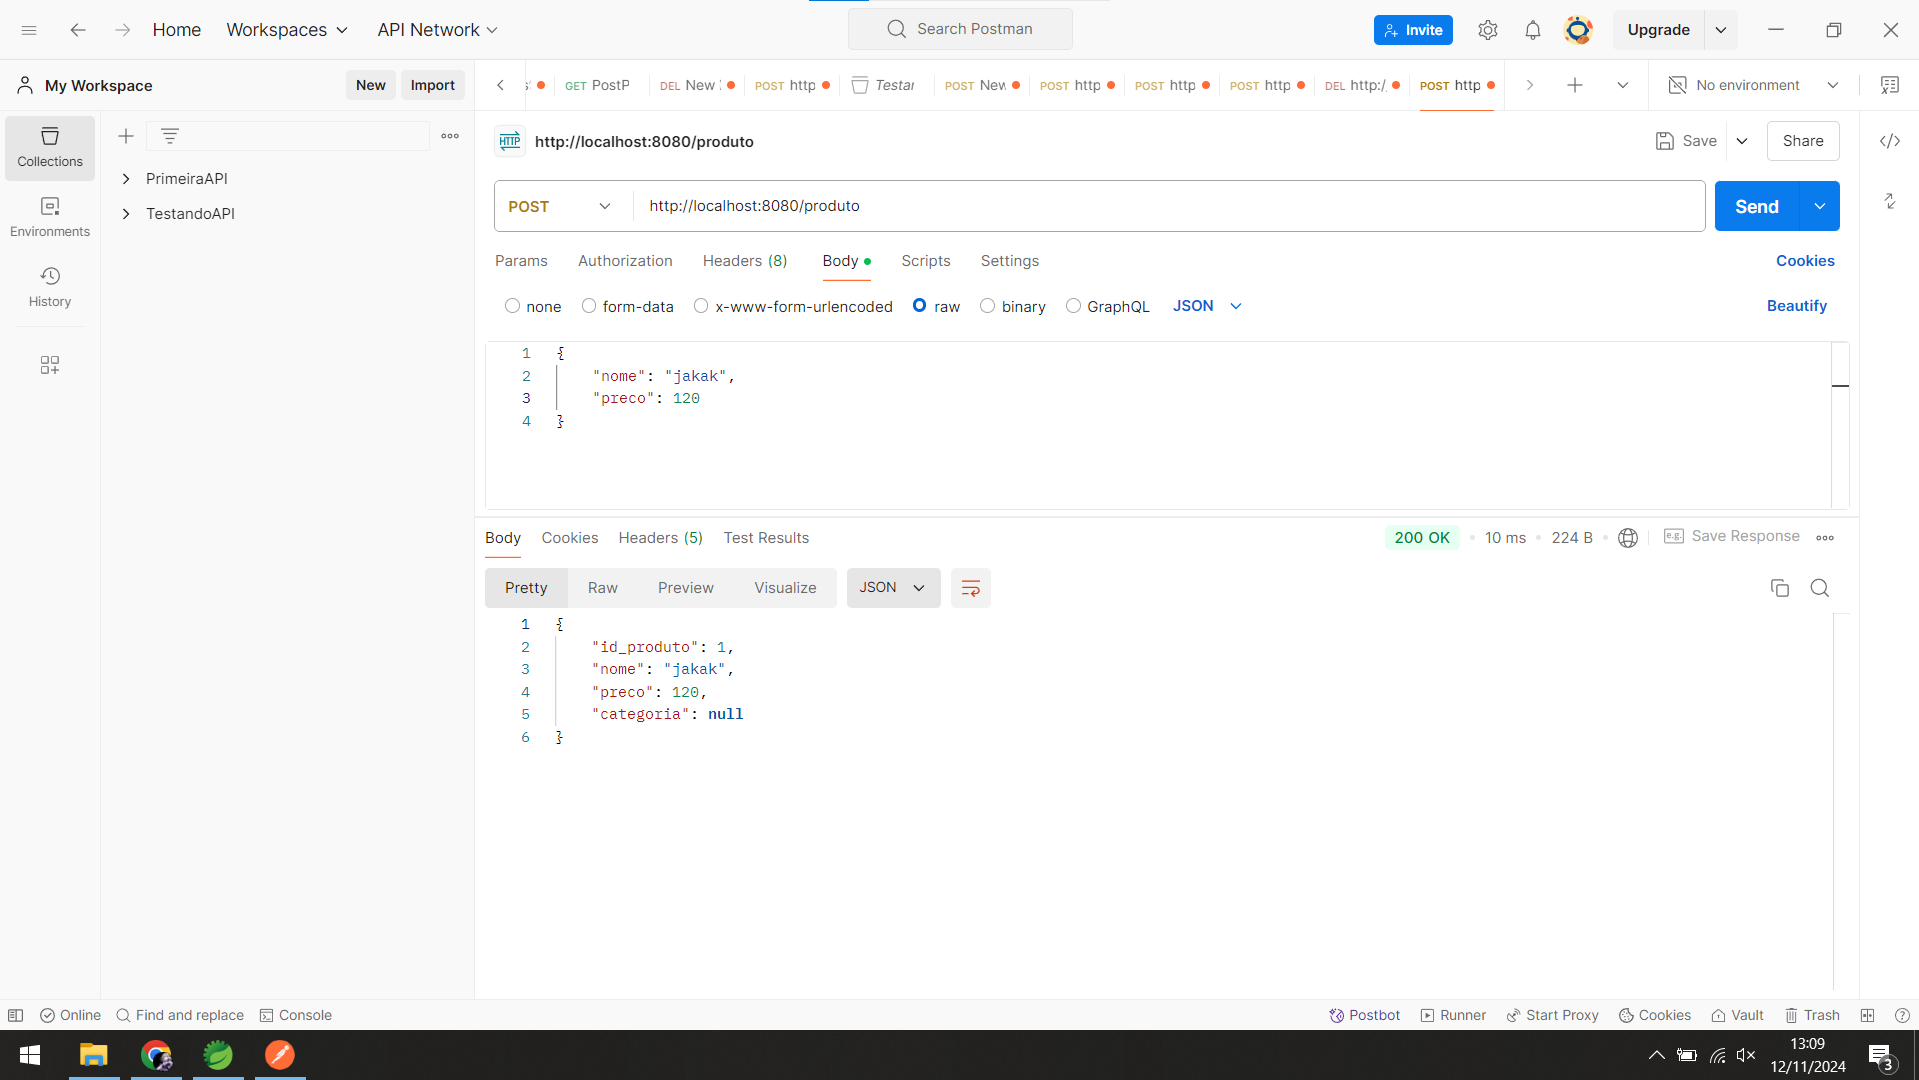 Home Workspaces API Network Search Postman Invite Upgrade
My Workspace New Import GET PostP DEL New POST http Testar POST New POST http POST http POST http DEL http:/ POST http No environment
Collections
Environments
History
PrimeiraAPI
TestandoAPI
HTTP http://localhost:8080/produto Save Share
POST http://localhost:8080/produto Send
Params Authorization Headers (8) Body Scripts Settings Cookies
none form-data x-www-form-urlencoded raw binary GraphQL JSON Beautify
1 {
2 "nome": "jakak",
3 "preco": 120
4 }
Body Cookies Headers (5) Test Results 200 OK 10 ms 224 B e.g. Save Response
Pretty Raw Preview Visualize JSON
1 {
2 "id_produto": 1,
3 "nome": "jakak",
4 "preco": 120,
5 "categoria": null
6 }
Online Find and replace Console Postbot Runner Start Proxy Cookies Vault Trash
13:09
12/11/2024
3